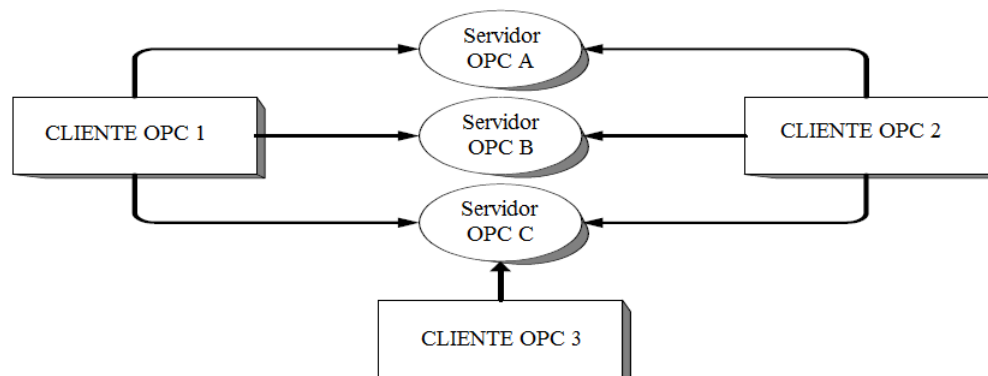 Servidor
OPC A
CLIENTE OPC 1
Servidor
OPC B
CLIENTE OPC 2
Servidor
OPC C
CLIENTE OPC 3